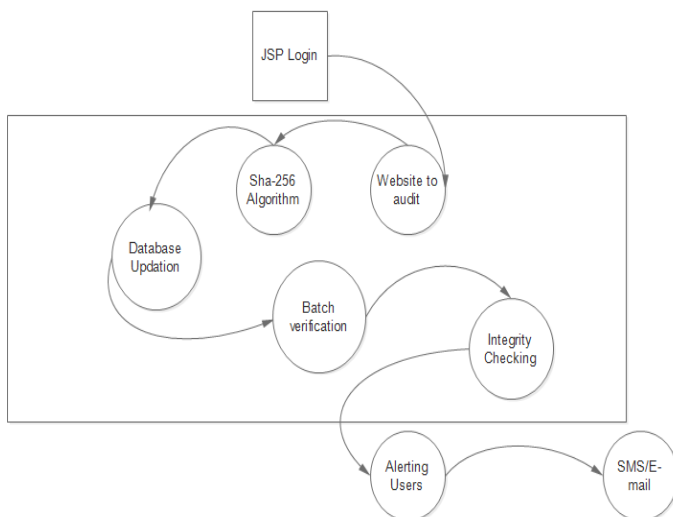 JSP Login
Sha-256
Algorithm
Website to
audit
Database
Updation
Batch
verification
Integrity
Checking
Alerting
Users
SMS/E-
mail